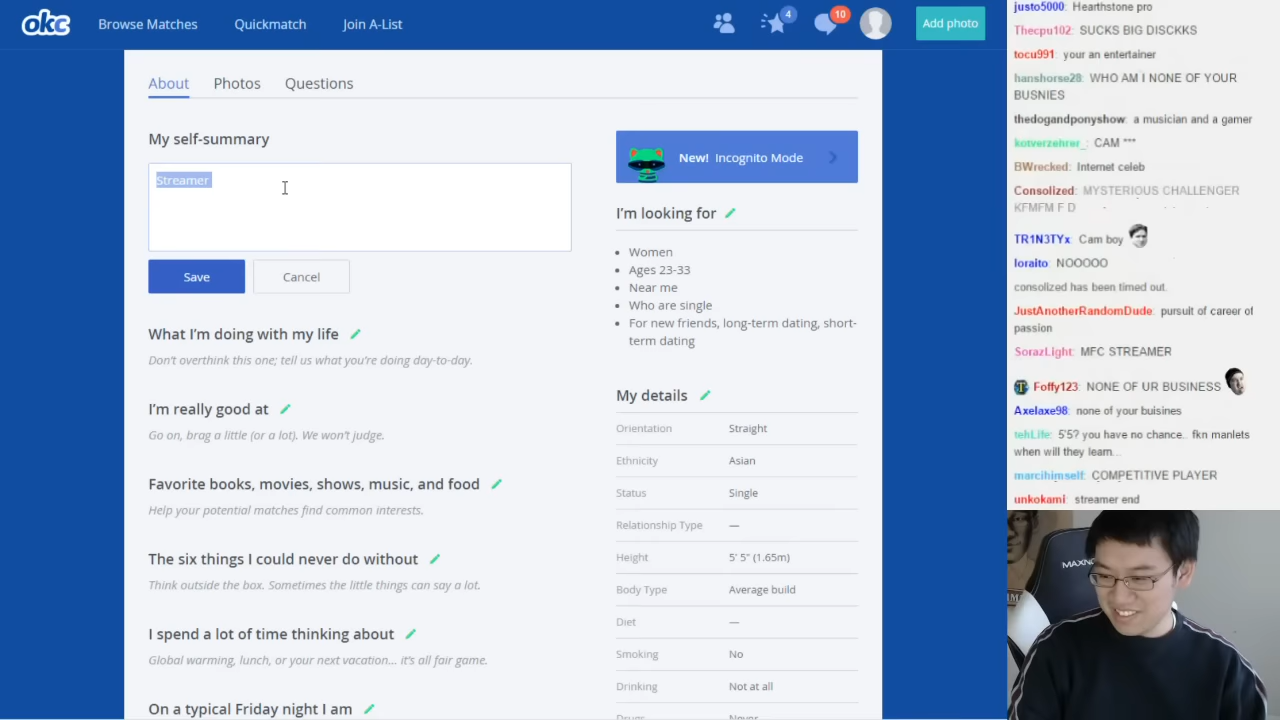 okc
Browse Matches
Quickmatch
Join A-List
4
10
Add photo
About
Photos
Questions
My self-summary
Streamer
Save
Cancel
What I'm doing with my life
Don't overthink this one; tell us what you're doing day-to-day.
I'm really good at
Go on, brag a little (or a lot). We won't judge.
Favorite books, movies, shows, music, and food
Help your potential matches find common interests.
The six things I could never do without
Think outside the box. Sometimes the little things can say a lot.
I spend a lot of time thinking about
Global warming, lunch, or your next vacation... it's all fair game.
On a typical Friday night I am
New! Incognito Mode
I'm looking for
Women
Ages 23-33
Near me
Who are single
For new friends, long-term dating, short-
term dating
My details
Orientation Straight
Ethnicity Asian
Status Single
Relationship Type —
Height 5' 5" (1.65m)
Body Type Average build
Diet —
Smoking No
Drinking Not at all
Drugs Never
justo5000: Hearthstone pro
Thecpu102: SUCKS BIG DISCKKS
tocu991: your an entertainer
hanshorse28: WHO AM I NONE OF YOUR
BUSNIES
thedogandponyshow: a musician and a gamer
kotverzehrer_: CAM ***
BWrecked: Internet celeb
Consolized: MYSTERIOUS CHALLENGER
KFMFM F D
TR1N3TYx: Cam boy
loraito: NOOOOO
consolized has been timed out.
JustAnotherRandomDude: pursuit of career of
passion
SorazLight: MFC STREAMER
Foffy123: NONE OF UR BUSINESS
Axelaxe98: none of your buisines
tehLife: 5'5? you have no chance.. fkn manlets
when will they learn...
marcihimself: COMPETITIVE PLAYER
unkokami: streamer end
MAXNO